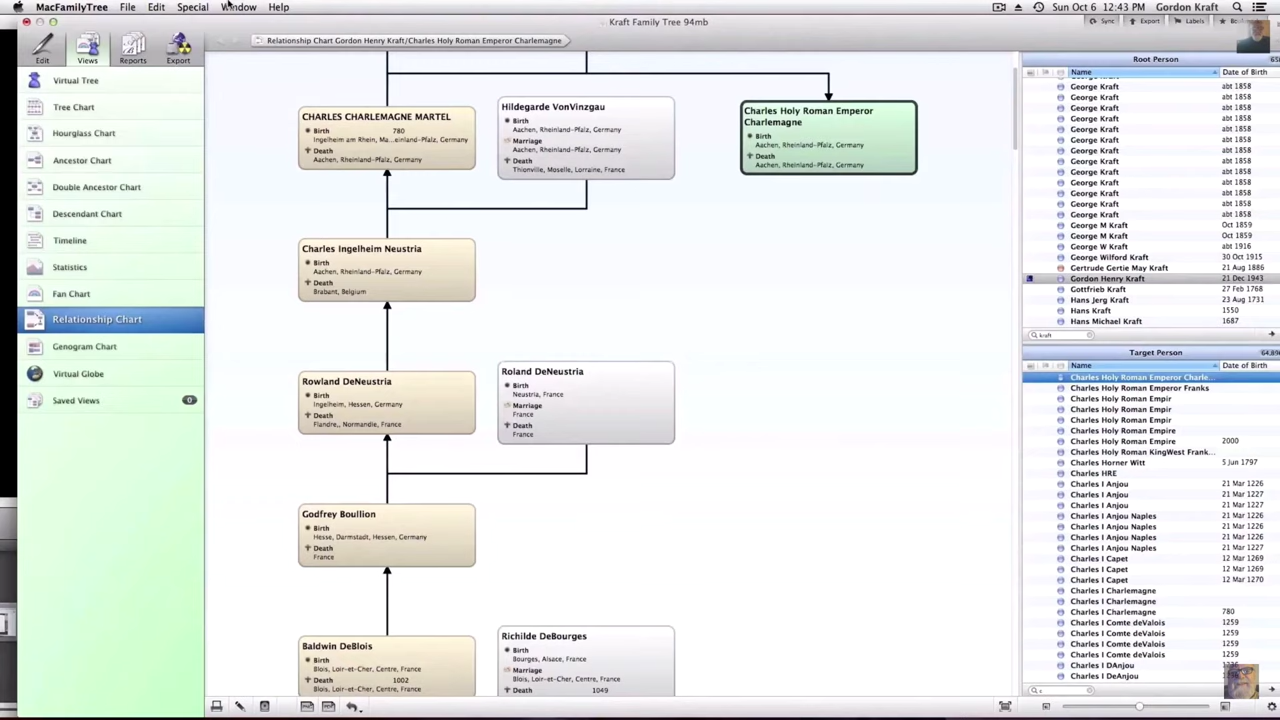 MacFamilyTree File Edit Special Window Help
Sun Oct 6 12:43 PM Gordon Kraft
Kraft Family Tree 94mb
Edit Views Reports Export
Relationship Chart Gordon Henry Kraft/Charles Holy Roman Emperor Charlemagne
Sync Export Labels
Virtual Tree
Tree Chart
Hourglass Chart
Ancestor Chart
Double Ancestor Chart
Descendant Chart
Timeline
Statistics
Fan Chart
Relationship Chart
Genogram Chart
Virtual Globe
Saved Views 0
CHARLES CHARLEMAGNE MARTEL
Birth 780
Ingelheim am Rhein, Ma...einland-Pfalz, Germany
Death
Aachen, Rheinland-Pfalz, Germany
Hildegarde VonVinzgau
Birth
Aachen, Rheinland-Pfalz, Germany
Marriage
Aachen, Rheinland-Pfalz, Germany
Death
Thionville, Moselle, Lorraine, France
Charles Holy Roman Emperor
Charlemagne
Birth
Aachen, Rheinland-Pfalz, Germany
Death
Aachen, Rheinland-Pfalz, Germany
Charles Ingelheim Neustria
Birth
Aachen, Rheinland-Pfalz, Germany
Death
Brabant, Belgium
Rowland DeNeustria
Birth
Ingelheim, Hessen, Germany
Death
Flandre,, Normandie, France
Roland DeNeustria
Birth
Neustria, France
Marriage
France
Death
France
Godfrey Boullion
Birth
Hesse, Darmstadt, Hessen, Germany
Death
France
Baldwin DeBlois
Birth
Blois, Loir-et-Cher, Centre, France
Death 1002
Blois, Loir-et-Cher, Centre, France
Richilde DeBourges
Birth
Bourges, Alsace, France
Marriage
Blois, Loir-et-Cher, Centre, France
Death 1049
Root Person
Name Date of Birth
George Kraft abt 1858
George Kraft abt 1858
George Kraft abt 1858
George Kraft abt 1858
George Kraft abt 1858
George Kraft abt 1858
George Kraft abt 1858
George Kraft abt 1858
George Kraft abt 1858
George Kraft abt 1858
George Kraft abt 1858
George Kraft abt 1858
George Kraft abt 1858
George M Kraft Oct 1859
George M Kraft Oct 1859
George W Kraft abt 1916
George Wilford Kraft 30 Oct 1915
Gertrude Gertie May Kraft 21 Aug 1886
Gordon Henry Kraft 21 Dec 1943
Gottfrieb Kraft 27 Feb 1768
Hans Jerg Kraft 23 Aug 1731
Hans Kraft 1550
Hans Michael Kraft 1687
kraft
Target Person
Name Date of Birth
Charles Holy Roman Emperor Charle...
Charles Holy Roman Emperor Franks
Charles Holy Roman Empir
Charles Holy Roman Empir
Charles Holy Roman Empir
Charles Holy Roman Empire
Charles Holy Roman Empire 2000
Charles Holy Roman KingWest Frank...
Charles Horner Witt 5 Jun 1797
Charles HRE
Charles I Anjou 21 Mar 1226
Charles I Anjou 21 Mar 1227
Charles I Anjou 21 Mar 1227
Charles I Anjou Naples 21 Mar 1226
Charles I Anjou Naples 21 Mar 1227
Charles I Anjou Naples 21 Mar 1226
Charles I Anjou Naples 21 Mar 1227
Charles I Capet 12 Mar 1269
Charles I Capet 12 Mar 1269
Charles I Capet 12 Mar 1270
Charles I Charlemagne
Charles I Charlemagne
Charles I Charlemagne 780
Charles I Comte deValois 1259
Charles I Comte deValois 1259
Charles I Comte deValois 1259
Charles I Comte deValois 1259
Charles I DAnjou
Charles I DeAnjou
c